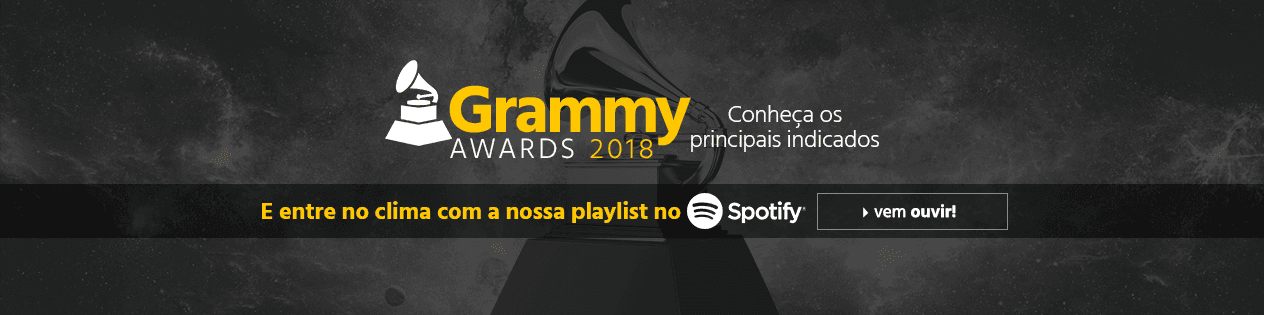 Grammy
AWARDS 2018
Conheça os
principais indicados
E entre no clima com a nossa playlist no Spotify® vem ouvir!